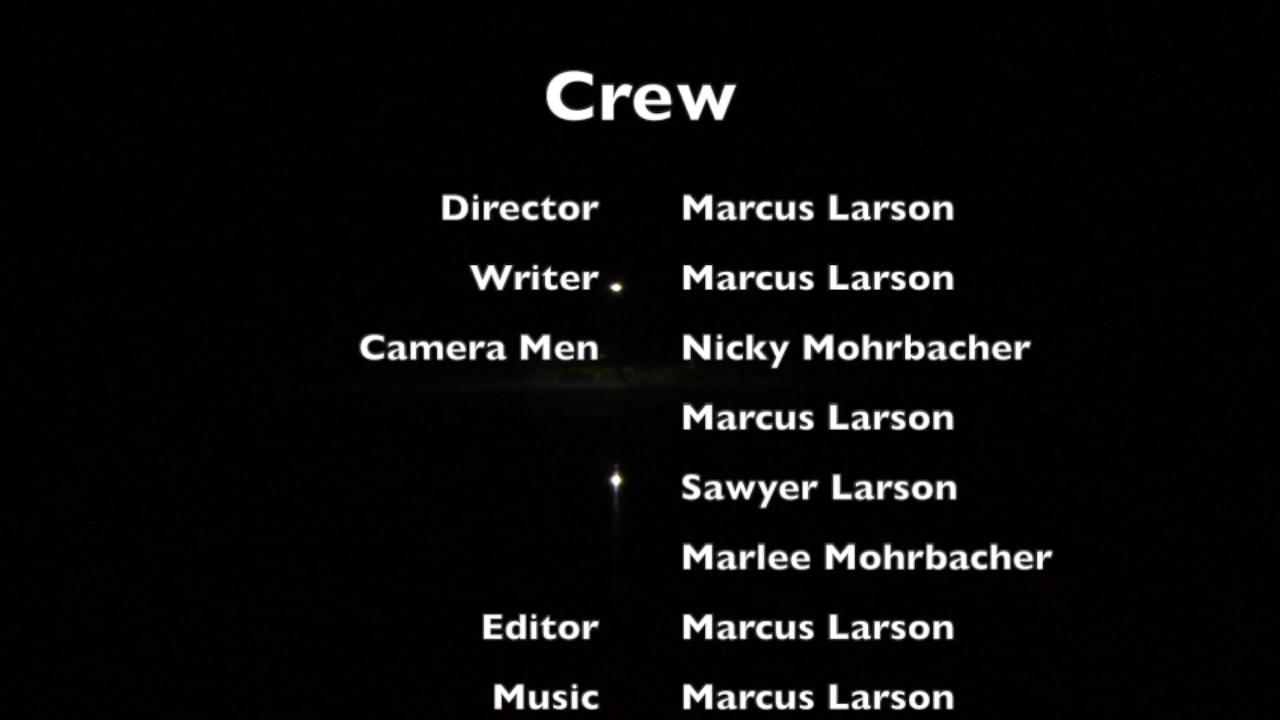 Crew
Director Marcus Larson
Writer Marcus Larson
Camera Men Nicky Mohrbacher
Marcus Larson
Sawyer Larson
Marlee Mohrbacher
Editor Marcus Larson
Music Marcus Larson